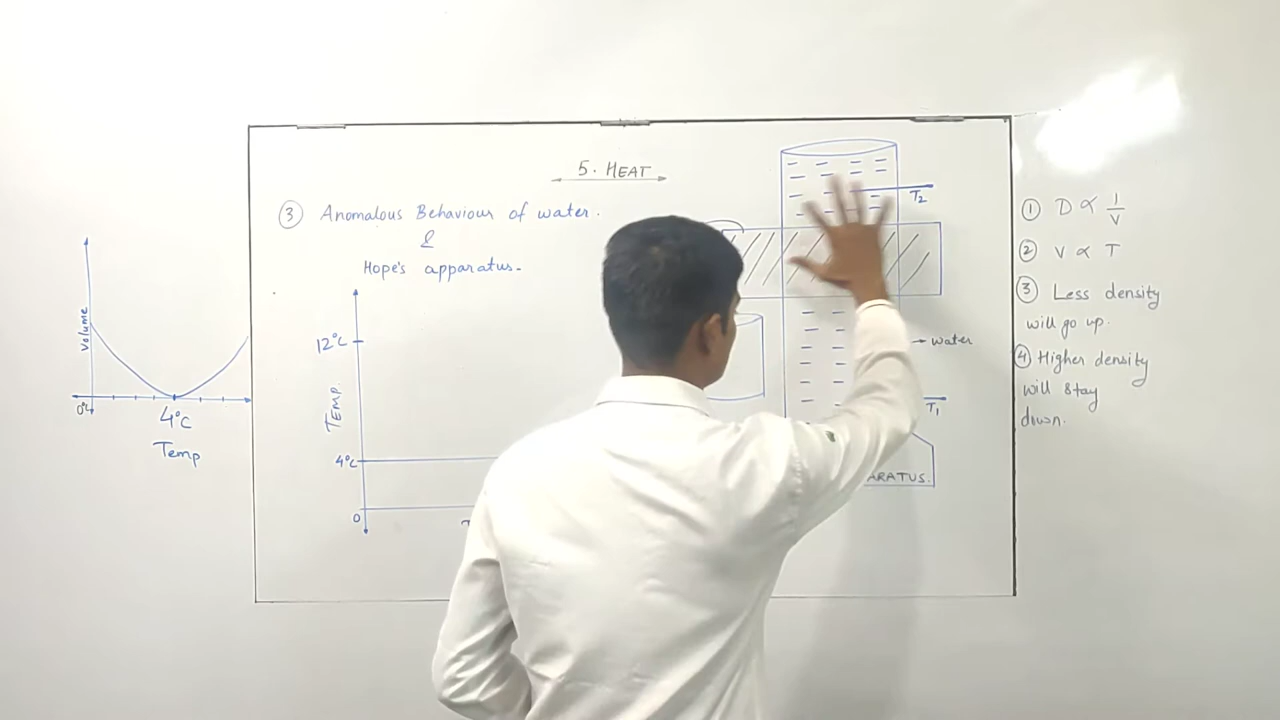 5. HEAT
③ Anomalous Behaviour of water.
&
Hope's apparatus.
Volume
0°C
4°C
Temp
12°C
TEMP.
4°C
0
T2
→ water
T1
ARATUS.
① D ∝ 1/V
② V ∝ T
③ Less density
will go up.
④ Higher density
will stay
down.